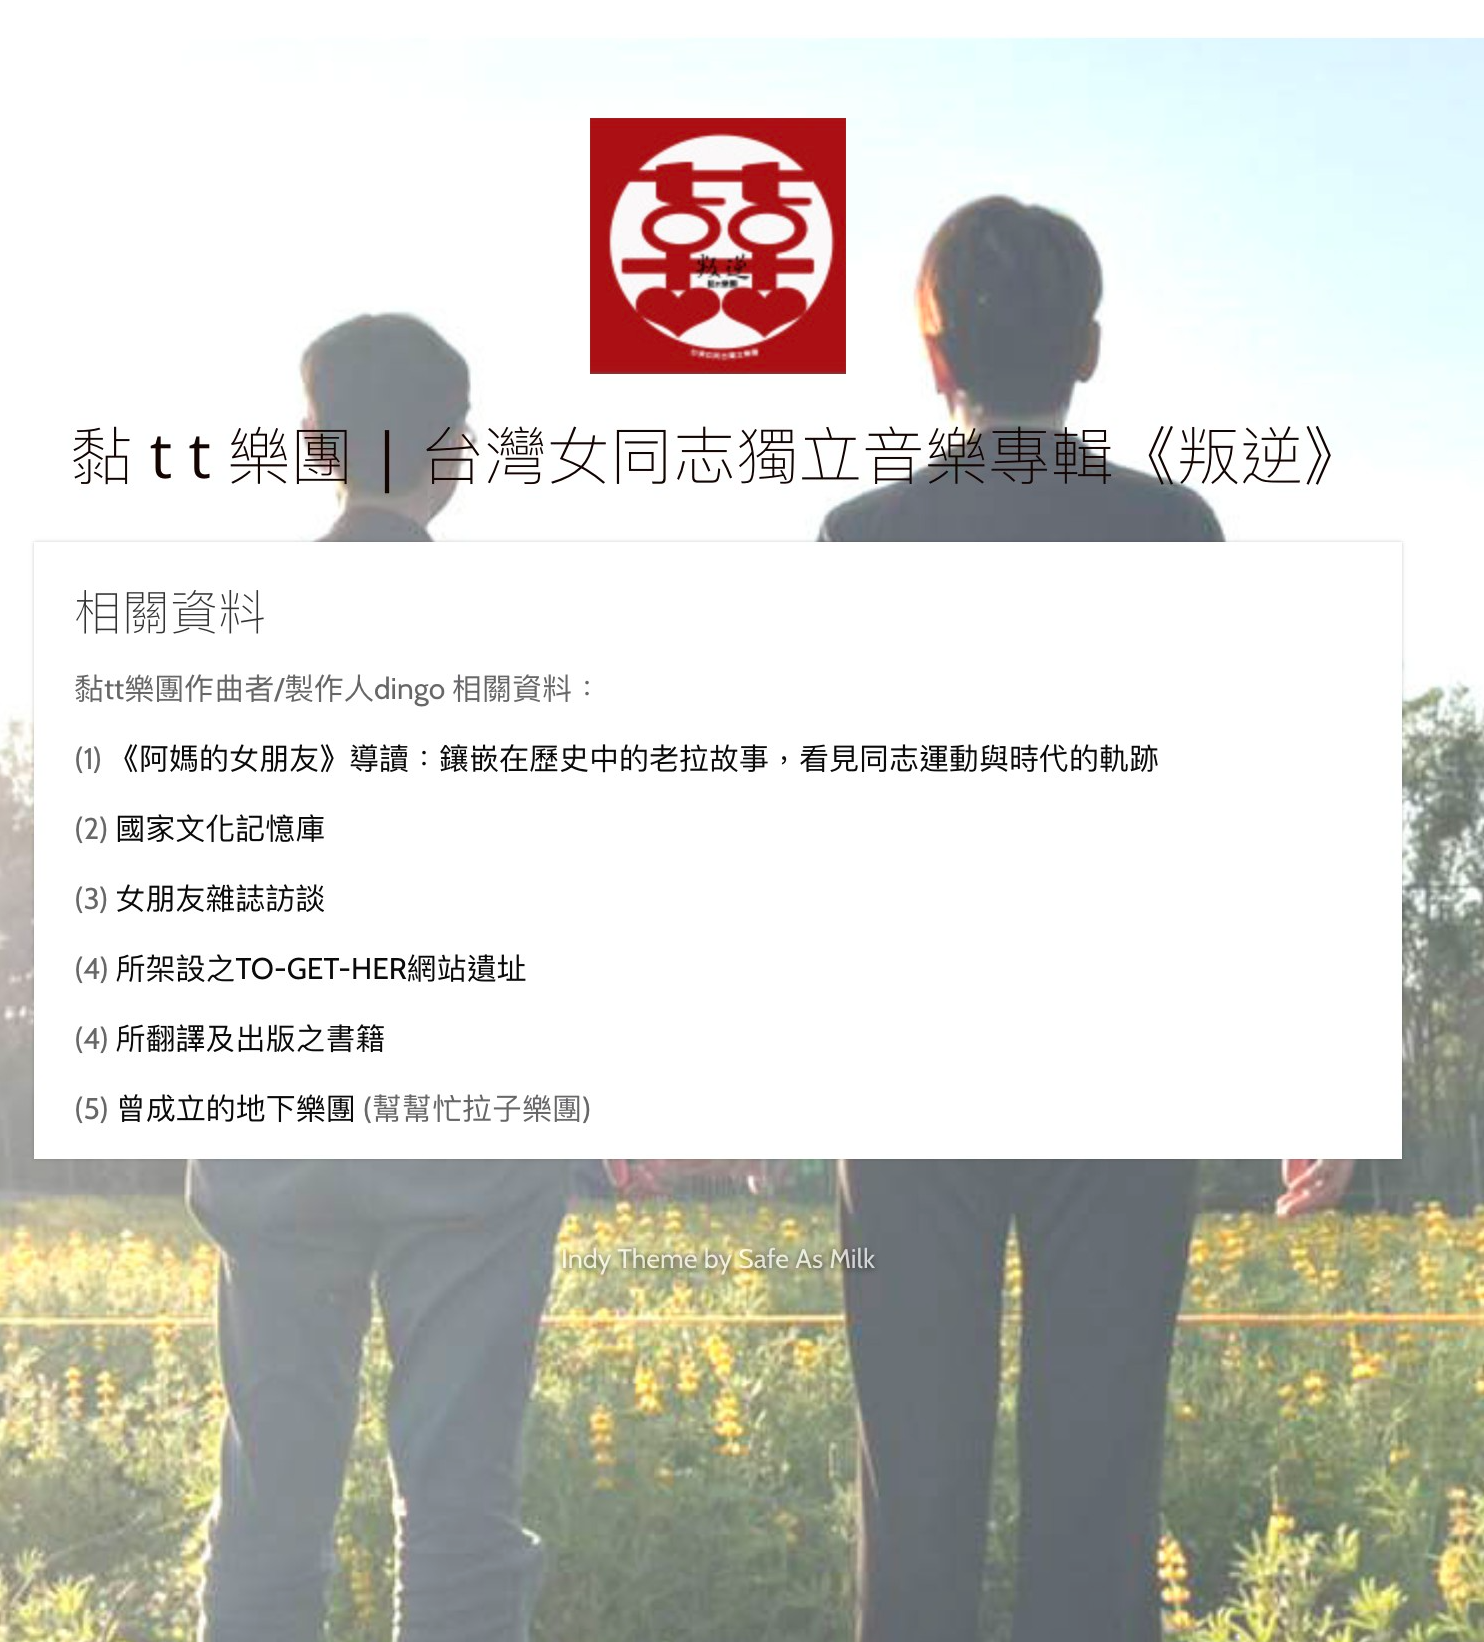 叛逆
黏 t t 樂團 | 台灣女同志獨立音樂專輯《叛逆》
相關資料
黏tt樂團作曲者/製作人dingo 相關資料：
(1) 《阿媽的女朋友》導讀：鑲嵌在歷史中的老拉故事，看見同志運動與時代的軌跡
(2) 國家文化記憶庫
(3) 女朋友雜誌訪談
(4) 所架設之TO-GET-HER網站遺址
(4) 所翻譯及出版之書籍
(5) 曾成立的地下樂團 (幫幫忙拉子樂團)
Indy Theme by Safe As Milk